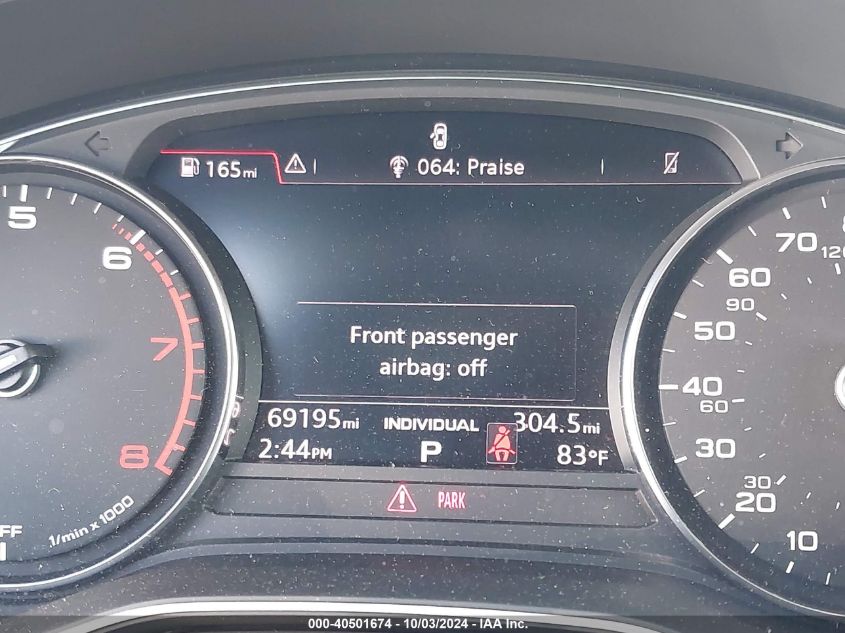 165mi
064: Praise
Front passenger
airbag: off
69195mi INDIVIDUAL 304.5mi
2:44PM P 83°F
PARK
5
6
7
8
1/min x 1000
70
60
90
50
40
60
30
30
20
10
000-40501674 - 10/03/2024 - IAA Inc.